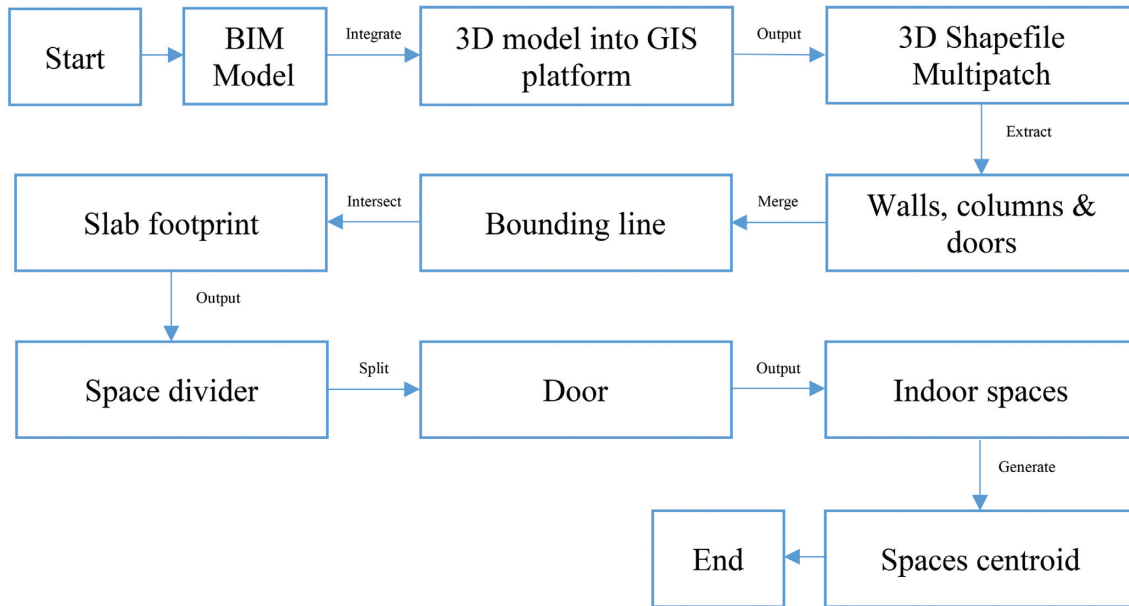 Start
BIM
Model
Integrate
3D model into GIS
platform
Output
3D Shapefile
Multipatch
Extract
Walls, columns &
doors
Merge
Bounding line
Intersect
Slab footprint
Output
Space divider
Split
Door
Output
Indoor spaces
Generate
Spaces centroid
End